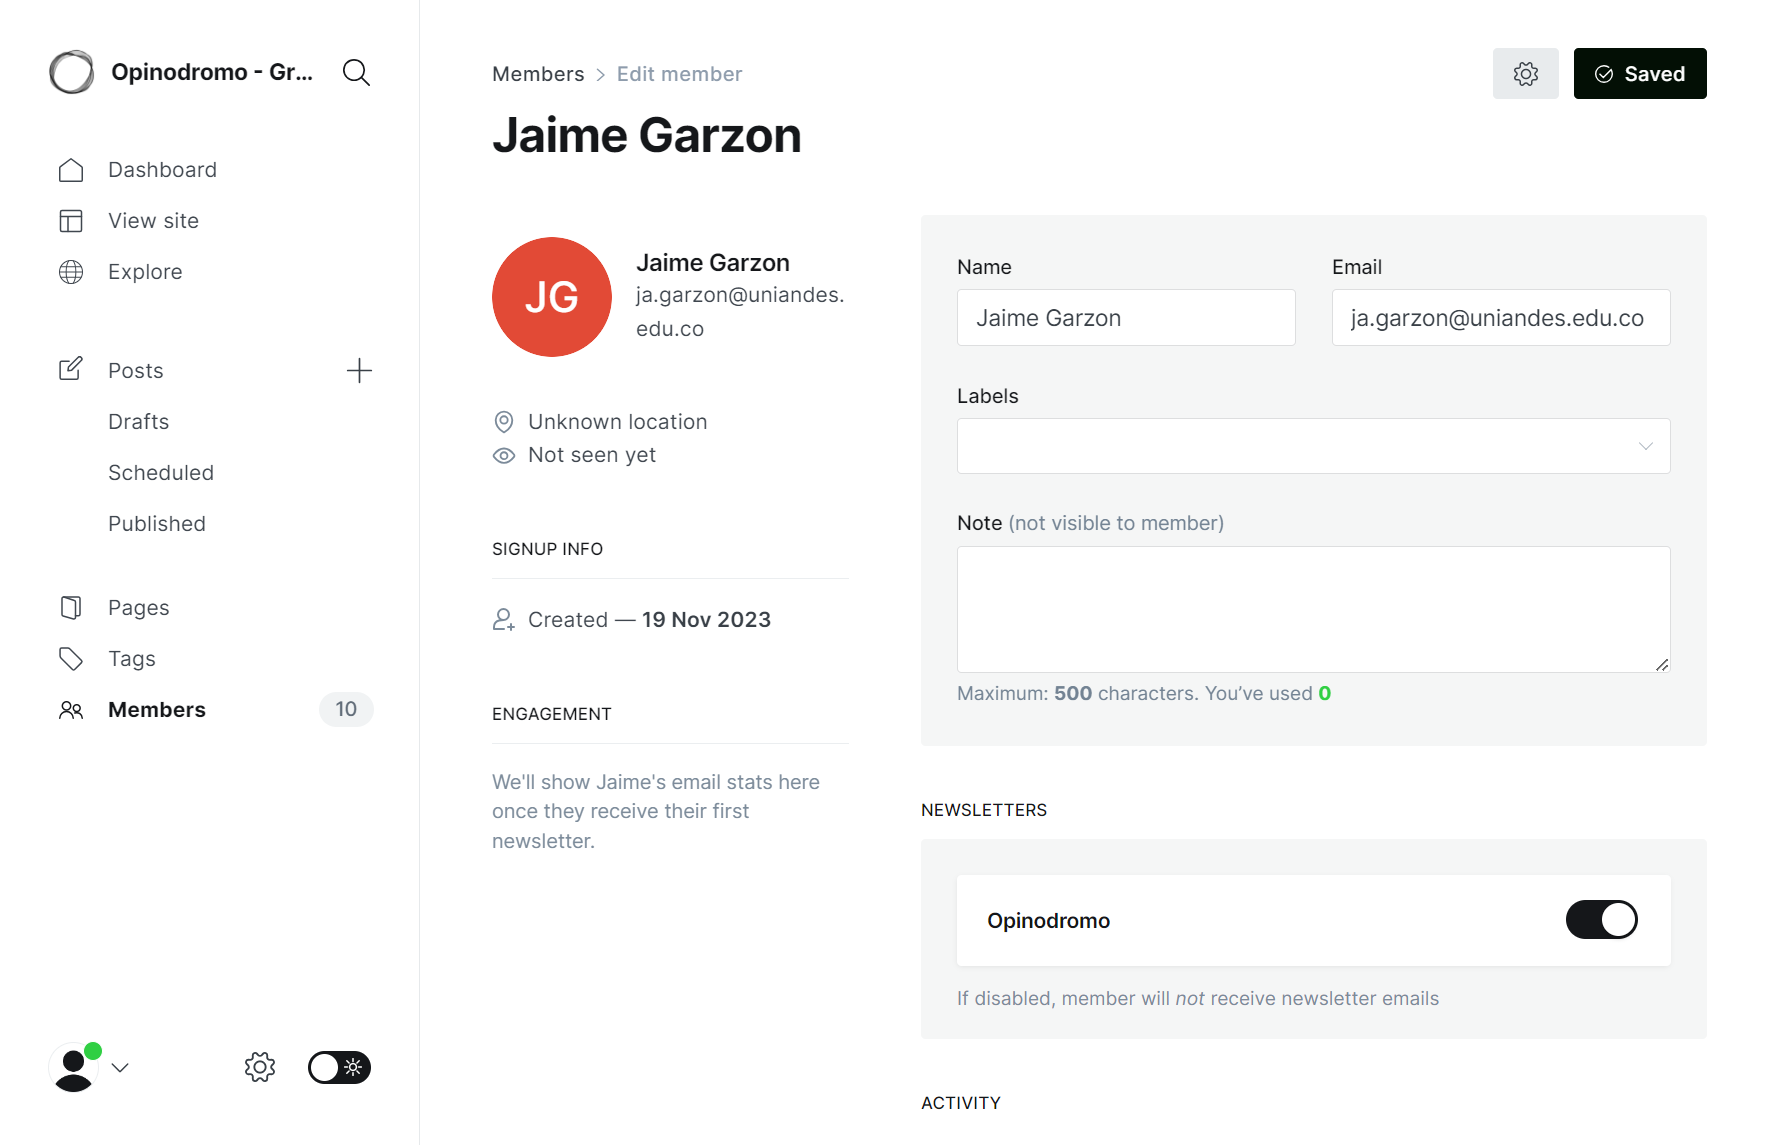 Opinodromo - Gr...
Dashboard
View site
Explore
Posts
Drafts
Scheduled
Published
Pages
Tags
Members
10
Members > Edit member
Saved
Jaime Garzon
JG
Jaime Garzon
ja.garzon@uniandes.
edu.co
Unknown location
Not seen yet
SIGNUP INFO
Created — 19 Nov 2023
ENGAGEMENT
We'll show Jaime's email stats here
once they receive their first
newsletter.
Name
Jaime Garzon
Email
ja.garzon@uniandes.edu.co
Labels
Note (not visible to member)
Maximum: 500 characters. You’ve used 0
NEWSLETTERS
Opinodromo
If disabled, member will not receive newsletter emails
ACTIVITY